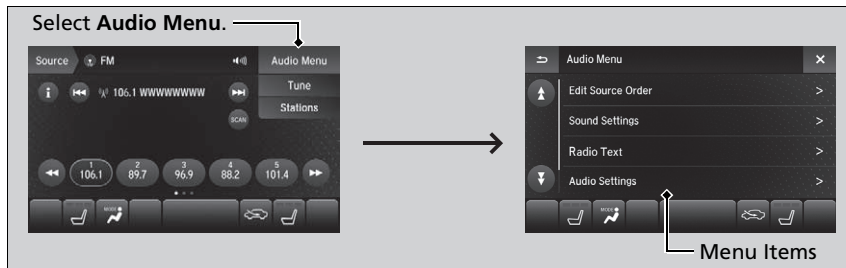 Select Audio Menu.
Source FM Audio Menu
i 106.1 WWWWWWWW Tune
Stations
SCAN
1 106.1
2 89.7
3 96.9
4 88.2
5 101.4
MODE
Audio Menu ×
Edit Source Order >
Sound Settings >
Radio Text >
Audio Settings >
MODE
Menu Items